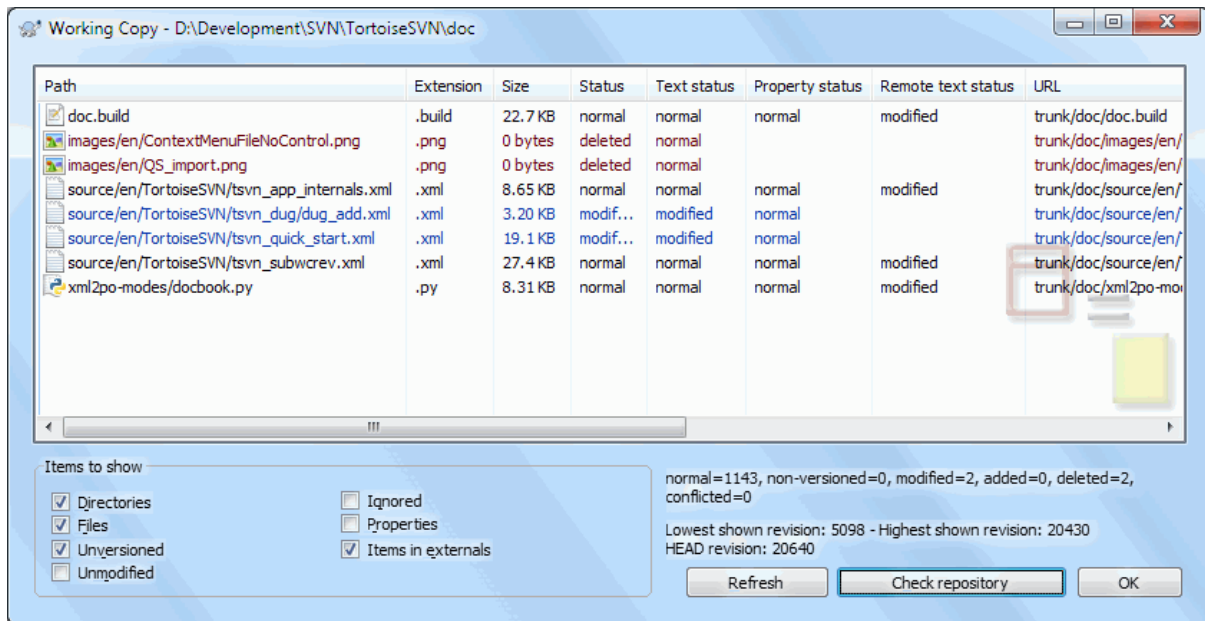 Working Copy - D:\Development\SVN\TortoiseSVN\doc
Path Extension Size Status Text status Property status Remote text status URL
doc.build .build 22.7 KB normal normal normal modified trunk/doc/doc.build
images/en/ContextMenuFileNoControl.png .png 0 bytes deleted normal trunk/doc/images/en/
images/en/QS_import.png .png 0 bytes deleted normal trunk/doc/images/en/
source/en/TortoiseSVN/tsvn_app_internals.xml .xml 8.65 KB normal normal normal modified trunk/doc/source/en/
source/en/TortoiseSVN/tsvn_dug/dug_add.xml .xml 3.20 KB modif... modified normal trunk/doc/source/en/
source/en/TortoiseSVN/tsvn_quick_start.xml .xml 19.1 KB modif... modified normal trunk/doc/source/en/
source/en/TortoiseSVN/tsvn_subwcrev.xml .xml 27.4 KB normal normal normal modified trunk/doc/source/en/
xml2po-modes/docbook.py .py 8.31 KB normal normal normal modified trunk/doc/xml2po-mo
Items to show
Directories Ignored
Files Properties
Unversioned Items in externals
Unmodified
normal=1143, non-versioned=0, modified=2, added=0, deleted=2,
conflicted=0
Lowest shown revision: 5098 - Highest shown revision: 20430
HEAD revision: 20640
Refresh Check repository OK